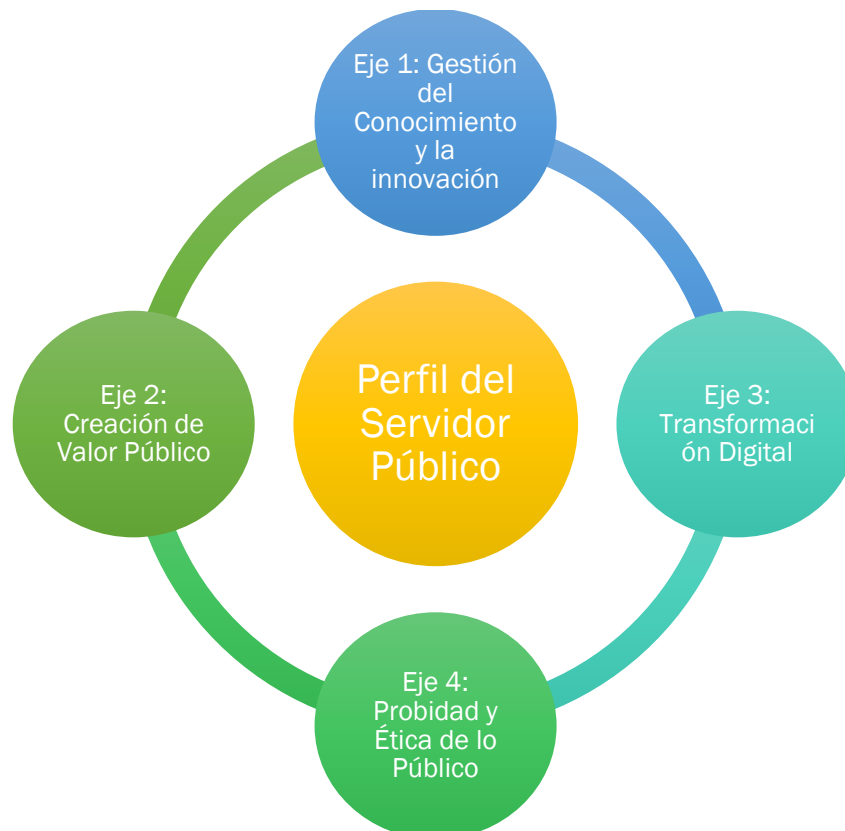 Eje 1: Gestión
del
Conocimiento
y la
innovación
Perfil del
Servidor
Público
Eje 2:
Creación de
Valor Público
Eje 3:
Transformaci
ón Digital
Eje 4:
Probidad y
Ética de lo
Público